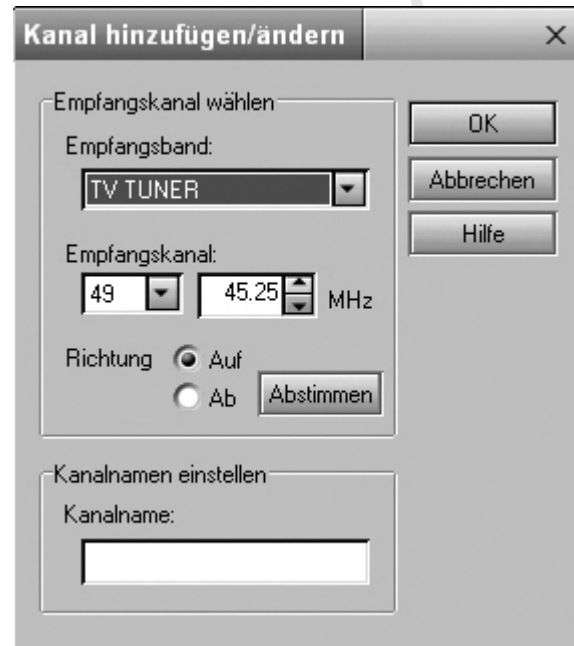 Kanal hinzufügen/ändern
Empfangskanal wählen
Empfangsband:
TV TUNER
Empfangskanal:
49 45.25 MHz
Richtung Auf
Ab Abstimmen
Kanalnamen einstellen
Kanalname:
OK
Abbrechen
Hilfe